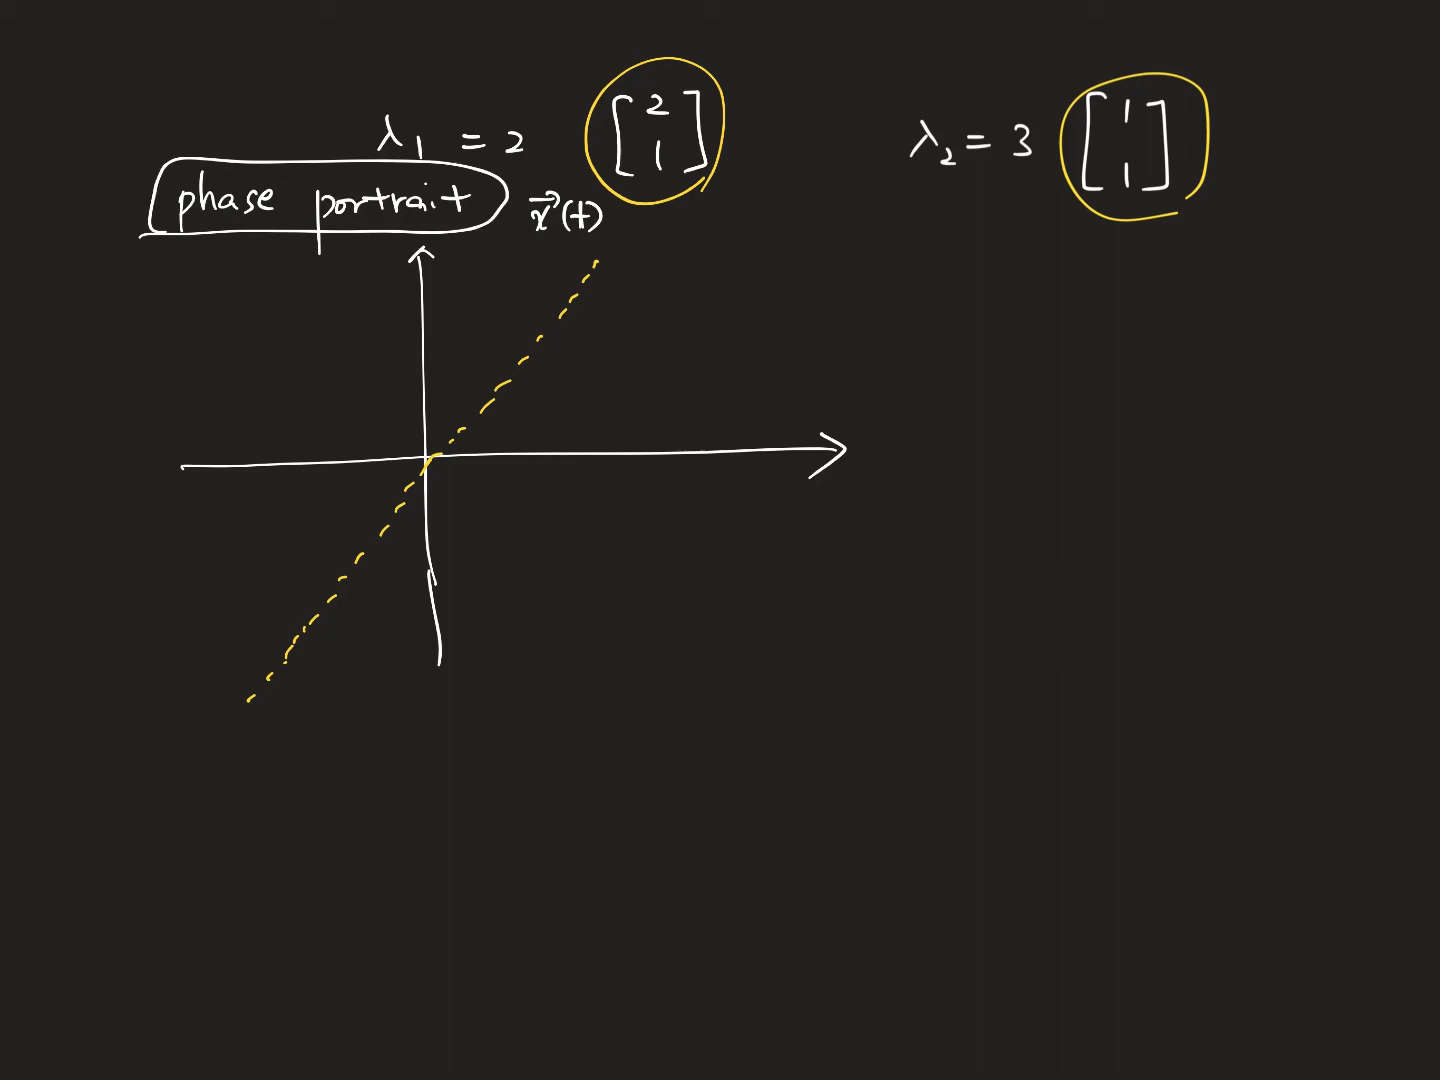 λ₁ = 2 [2 1] λ₂ = 3 [1 1]
phase portrait x⃗(t)